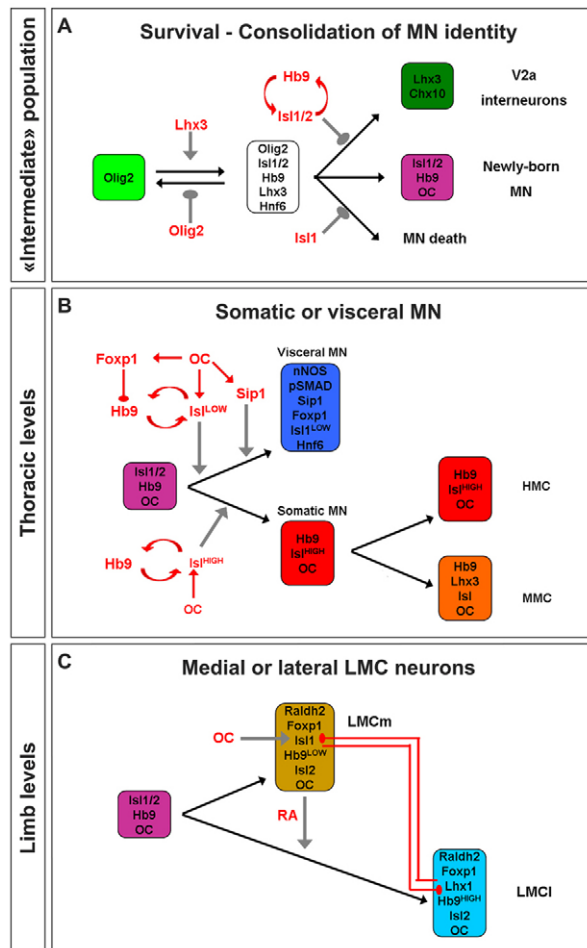 «Intermediate» population
A
Survival - Consolidation of MN identity
Hb9
Isl1/2
Lhx3
Olig2
Olig2
Olig2
Isl1/2
Hb9
Lhx3
Hnf6
Isl1
Lhx3
Chx10
V2a
interneurons
Isl1/2
Hb9
OC
Newly-born
MN
MN death
Thoracic levels
B
Somatic or visceral MN
Foxp1
OC
Hb9
IslLOW
Sip1
Visceral MN
nNOS
pSMAD
Sip1
Foxp1
Isl1LOW
Hnf6
Isl1/2
Hb9
OC
Hb9
IslHIGH
OC
Somatic MN
Hb9
IslHIGH
OC
Hb9
IslHIGH
OC
HMC
Hb9
Lhx3
Isl
OC
MMC
Limb levels
C
Medial or lateral LMC neurons
OC
Raldh2
Foxp1
Isl1
Hb9LOW
Isl2
OC
LMCm
Isl1/2
Hb9
OC
RA
Raldh2
Foxp1
Lhx1
Hb9HIGH
Isl2
OC
LMCl